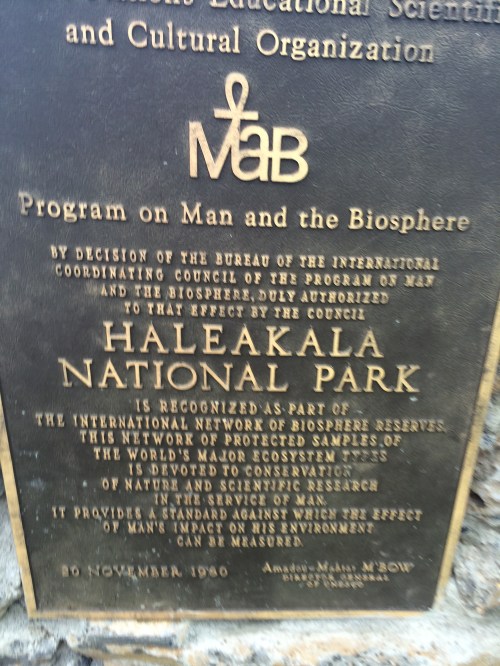 Educational Scientific
and Cultural Organization
MaB
Program on Man and the Biosphere
BY DECISION OF THE BUREAU OF THE INTERNATIONAL
COORDINATING COUNCIL OF THE PROGRAM ON MAN
AND THE BIOSPHERE, DULY AUTHORIZED
TO THAT EFFECT BY THE COUNCIL
HALEAKALA
NATIONAL PARK
IS RECOGNIZED AS PART OF
THE INTERNATIONAL NETWORK OF BIOSPHERE RESERVES.
THIS NETWORK OF PROTECTED SAMPLES OF
THE WORLD'S MAJOR ECOSYSTEM TYPES
IS DEVOTED TO CONSERVATION
OF NATURE AND SCIENTIFIC RESEARCH
IN THE SERVICE OF MAN.
IT PROVIDES A STANDARD AGAINST WHICH THE EFFECT
OF MAN'S IMPACT ON HIS ENVIRONMENT
CAN BE MEASURED.
20 NOVEMBER 1980
Amadou-Mahtar M'BOW
DIRECTOR GENERAL
OF UNESCO